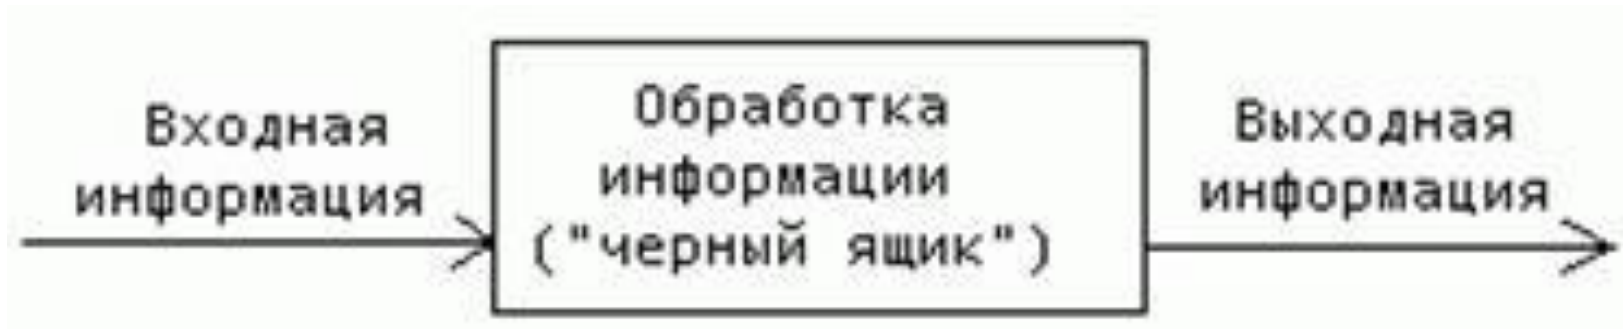 Входная
информация
Обработка
информации
("черный ящик")
Выходная
информация